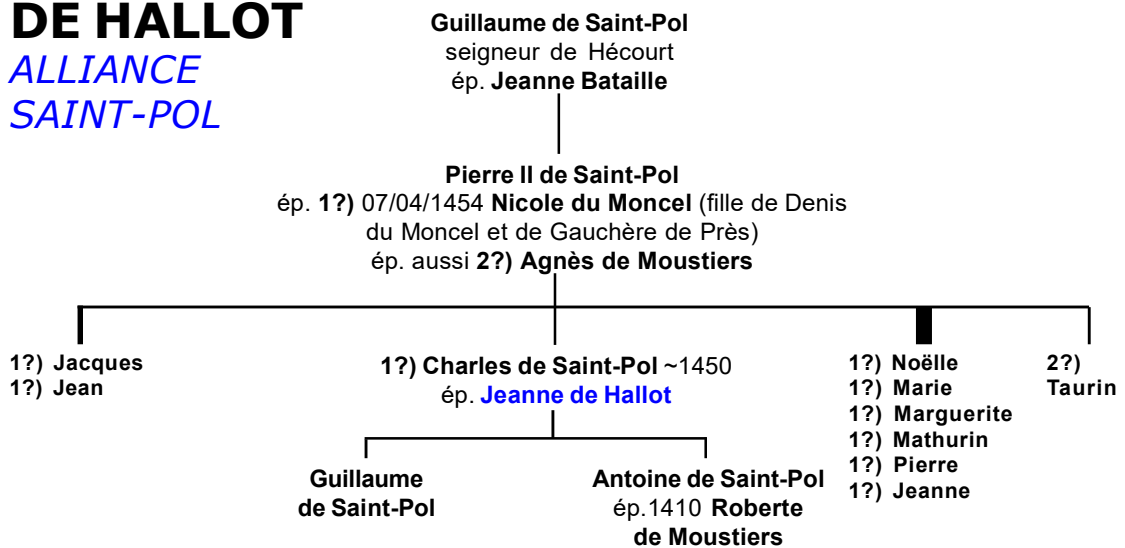 DE HALLOT
ALLIANCE
SAINT-POL
Guillaume de Saint-Pol
seigneur de Hécourt
ép. Jeanne Bataille
Pierre II de Saint-Pol
ép. 1?) 07/04/1454 Nicole du Moncel (fille de Denis
du Moncel et de Gauchère de Près)
ép. aussi 2?) Agnès de Moustiers
1?) Jacques
1?) Jean
1?) Charles de Saint-Pol ~1450
ép. Jeanne de Hallot
1?) Noëlle
1?) Marie
1?) Marguerite
1?) Mathurin
1?) Pierre
1?) Jeanne
2?)
Taurin
Guillaume
de Saint-Pol
Antoine de Saint-Pol
ép.1410 Roberte
de Moustiers